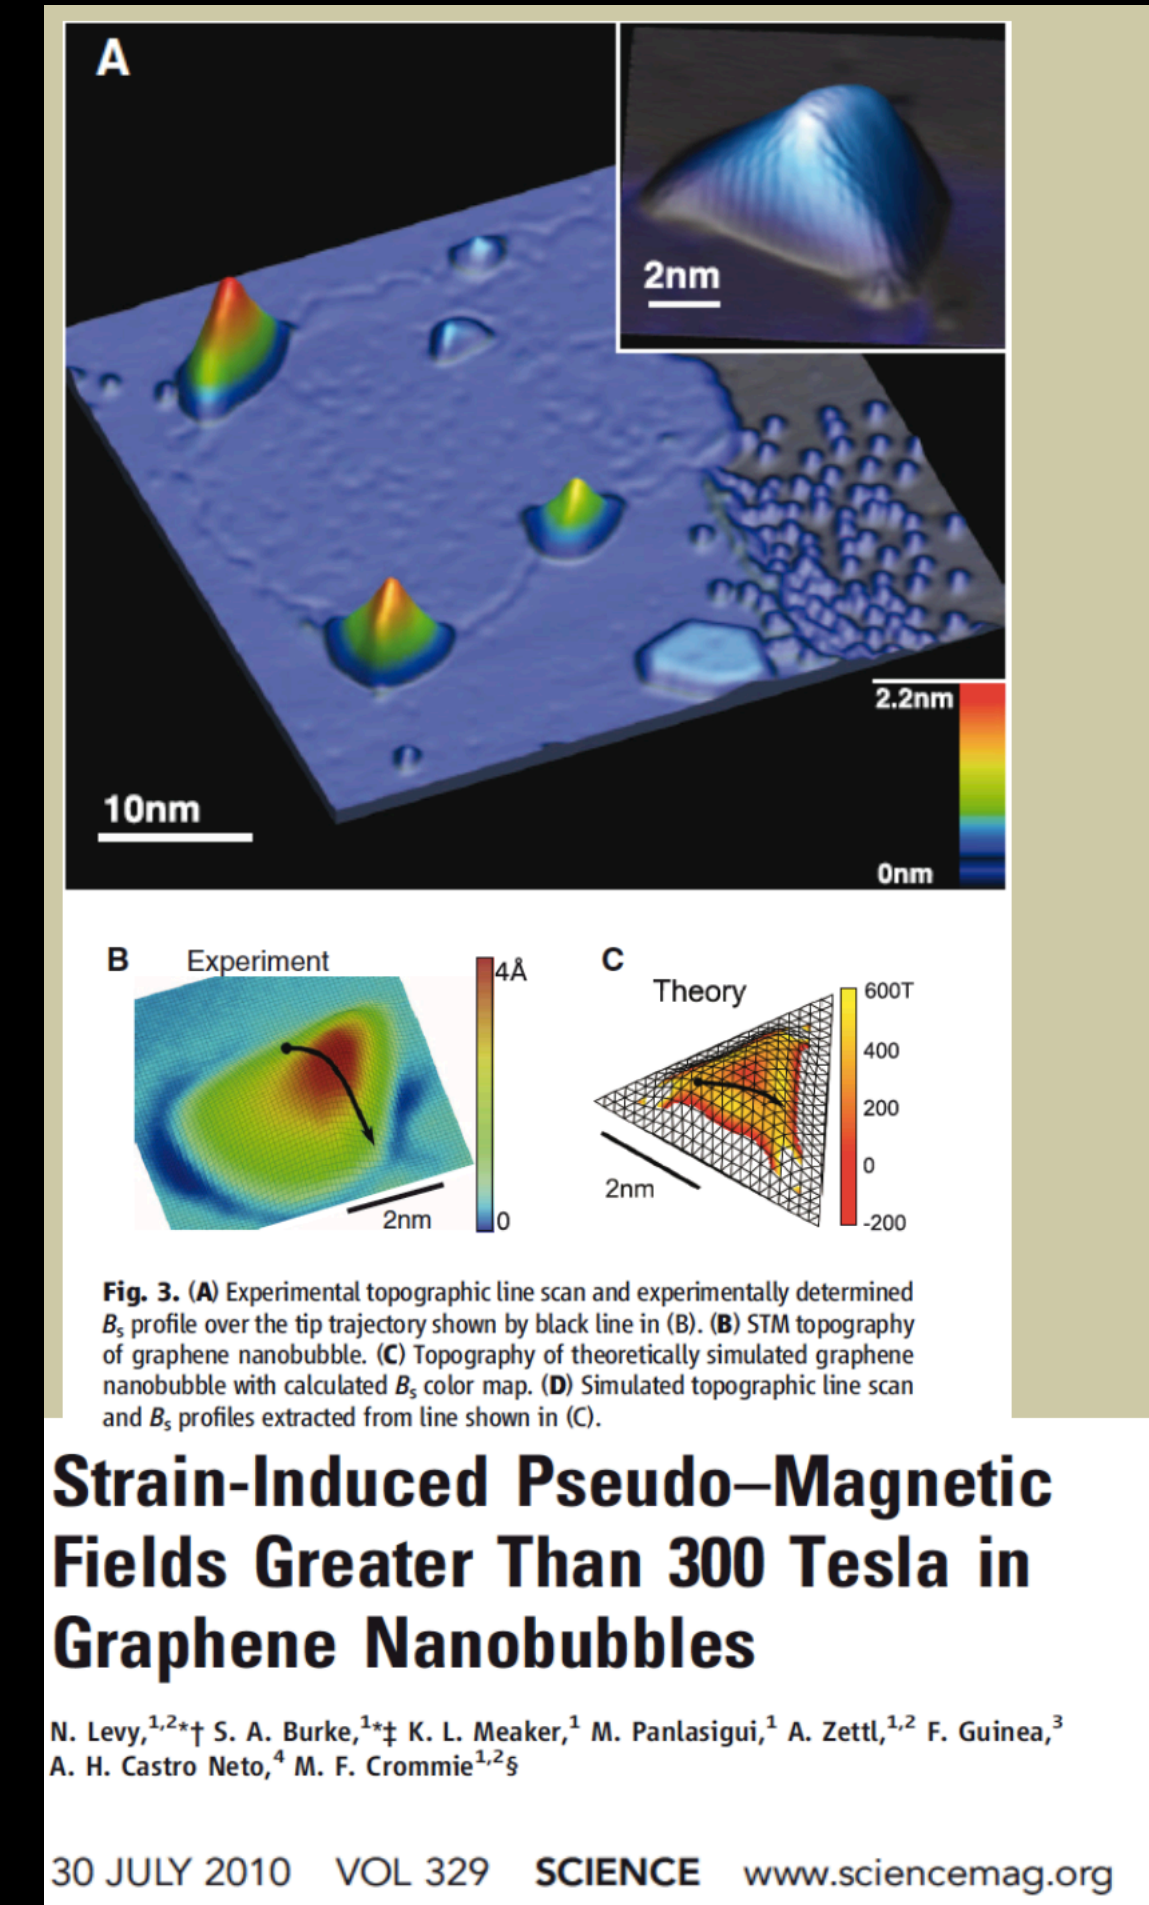 A
2nm
2.2nm
10nm
0nm
B
Experiment
4Å
2nm
0
C
Theory
600T
400
200
0
-200
2nm
Fig. 3. (A) Experimental topographic line scan and experimentally determined
Bs profile over the tip trajectory shown by black line in (B). (B) STM topography
of graphene nanobubble. (C) Topography of theoretically simulated graphene
nanobubble with calculated Bs color map. (D) Simulated topographic line scan
and Bs profiles extracted from line shown in (C).
Strain-Induced Pseudo–Magnetic
Fields Greater Than 300 Tesla in
Graphene Nanobubbles
N. Levy,1,2*† S. A. Burke,1*‡ K. L. Meaker,1 M. Panlasigui,1 A. Zettl,1,2 F. Guinea,3
A. H. Castro Neto,4 M. F. Crommie1,2§
30 JULY 2010 VOL 329 SCIENCE www.sciencemag.org